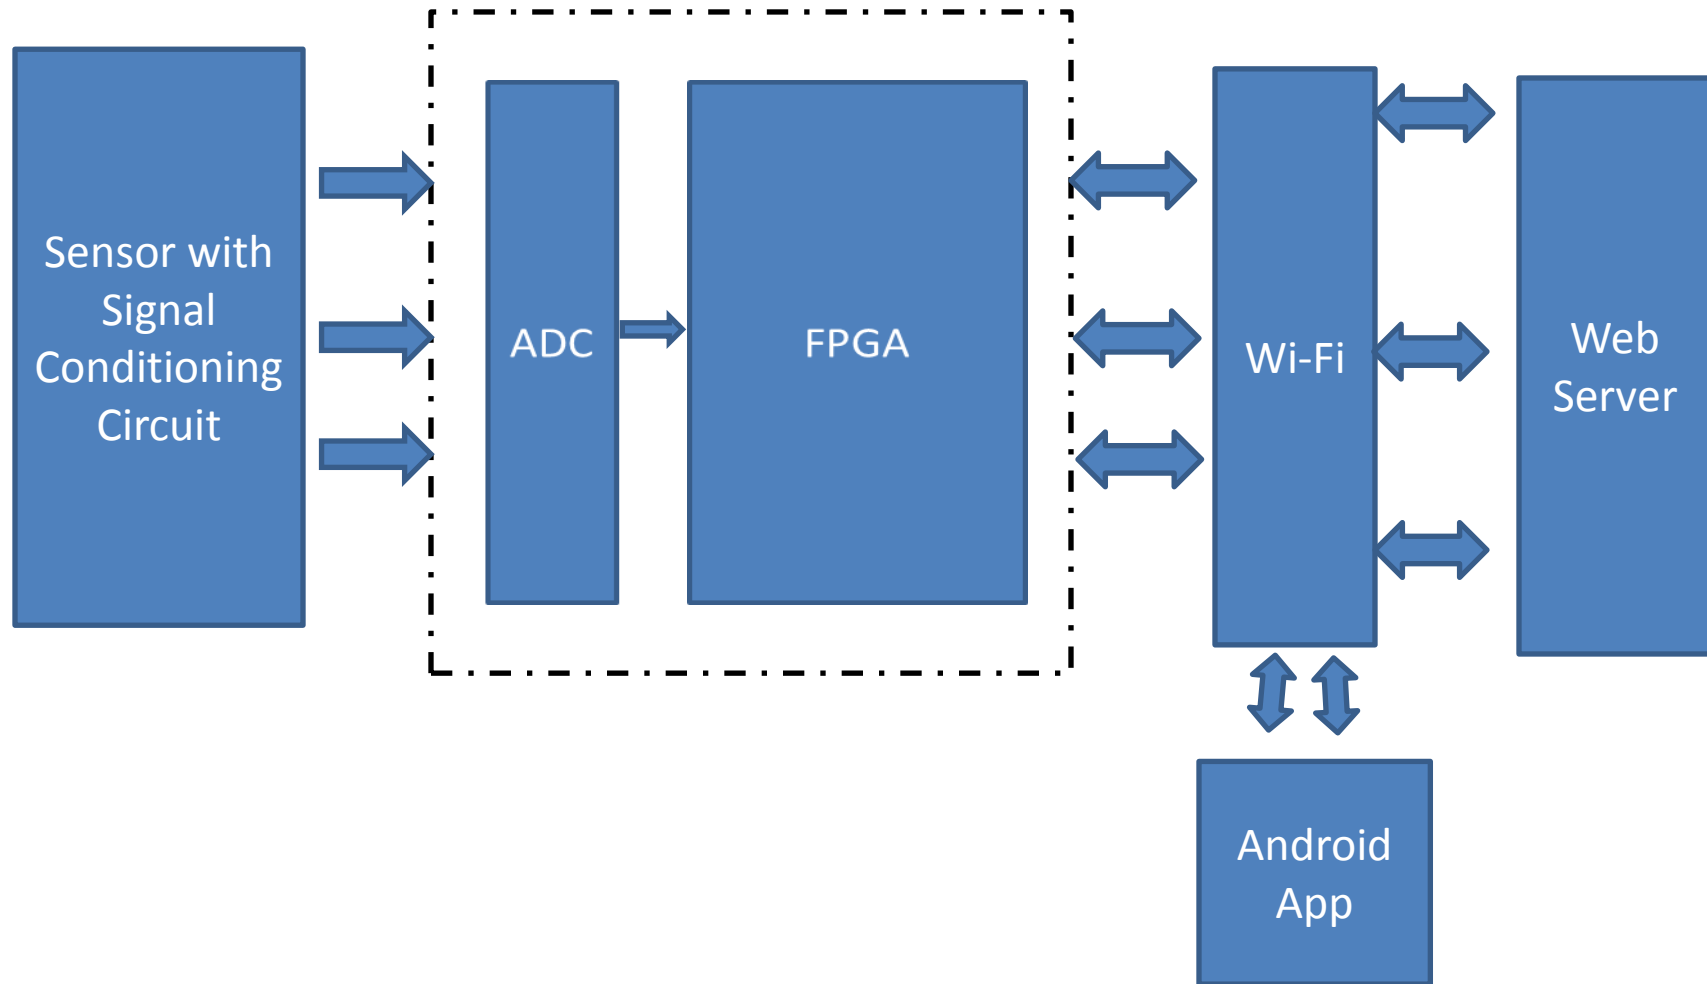 Sensor with
Signal
Conditioning
Circuit
ADC
FPGA
Wi-Fi
Web
Server
Android
App